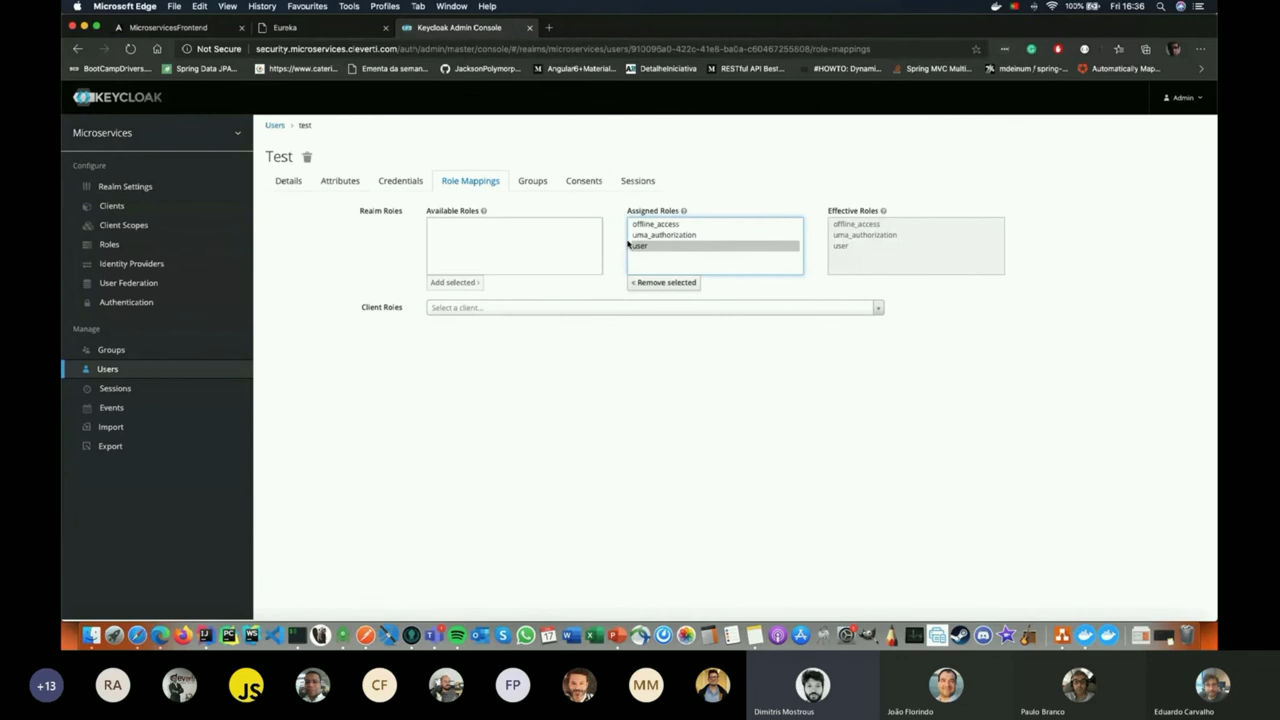 Microsoft Edge File Edit View History Favourites Tools Profiles Tab Window Help
100% Fri 17 16:36
MicroservicesFrontend
Eureka
Keycloak Admin Console
Not Secure security.microservices.cleverti.com/auth/admin/master/console/#/realms/microservices/users/910096a0-422c-41e8-ba0a-c60467255608/role-mappings
BootCampDrivers....
Spring Data JPA...
https://www.cateri...
Ementa da seman...
JacksonPolymorp...
Angular6+Material...
DetalheIniciativa
RESTful API Best...
#HOWTO: Dynami...
Spring MVC Multi...
mdeinum / spring-...
Automatically Map...
KEYCLOAK
Admin
Microservices
Configure
Realm Settings
Clients
Client Scopes
Roles
Identity Providers
User Federation
Authentication
Manage
Groups
Users
Sessions
Events
Import
Export
Users > test
Test
Details
Attributes
Credentials
Role Mappings
Groups
Consents
Sessions
Realm Roles
Available Roles
Add selected >
Assigned Roles
offline_access
uma_authorization
user
< Remove selected
Effective Roles
offline_access
uma_authorization
user
Client Roles
Select a client...
17
+13
RA
JS
CF
FP
MM
Dimitris Mostrous
João Florindo
Paulo Branco
Eduardo Carvalho